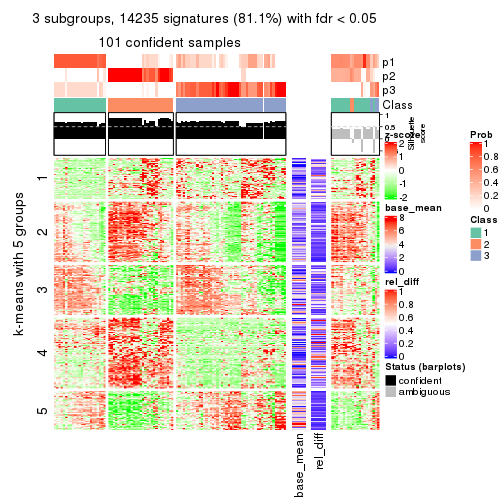 3 subgroups, 14235 signatures (81.1%) with fdr < 0.05
101 confident samples
p1
p2
p3
Class
1
0.5
0
Silhouette
score
k-means with 5 groups
1
2
3
4
5
base_mean
rel_diff
z-score
2
1
0
-1
-2
base_mean
8
6
4
2
0
rel_diff
1
0.8
0.6
0.4
0.2
0
Status (barplots)
confident
ambiguous
Prob
1
0.8
0.6
0.4
0.2
0
Class
1
2
3